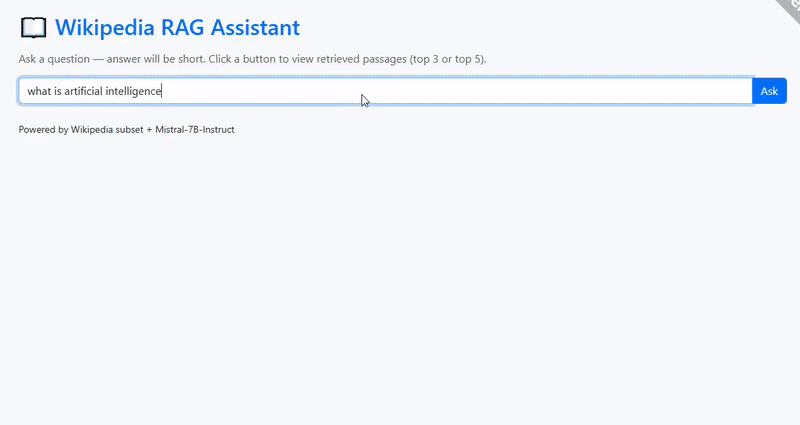 Wikipedia RAG Assistant
Ask a question — answer will be short. Click a button to view retrieved passages (top 3 or top 5).
what is artificial intelligence
Ask
Powered by Wikipedia subset + Mistral-7B-Instruct